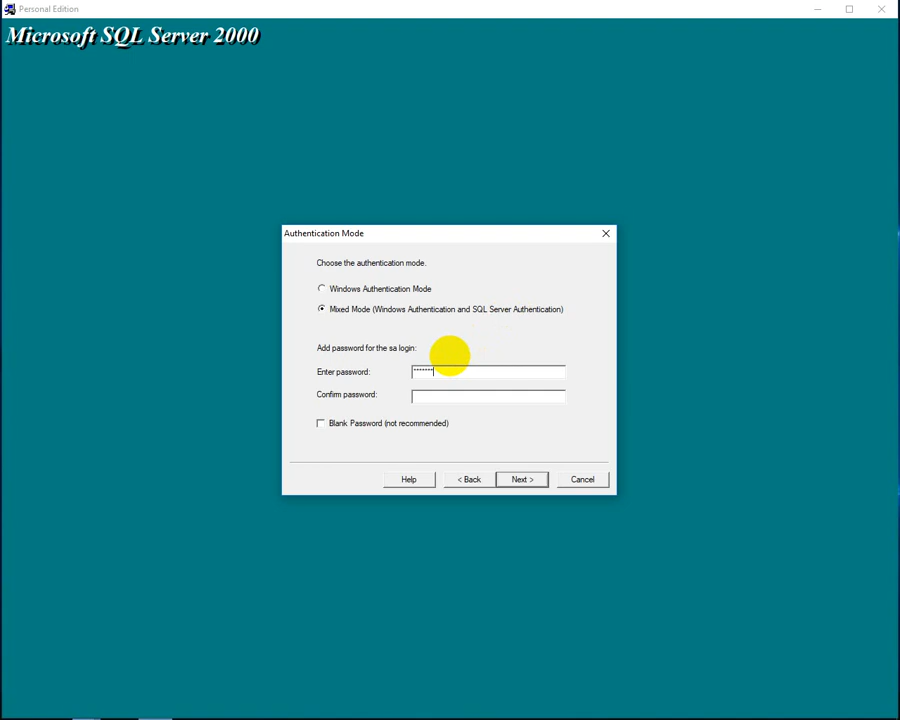 Personal Edition
Microsoft SQL Server 2000
Authentication Mode
Choose the authentication mode.
Windows Authentication Mode
Mixed Mode (Windows Authentication and SQL Server Authentication)
Add password for the sa login:
Enter password: *******
Confirm password:
Blank Password (not recommended)
Help < Back Next > Cancel